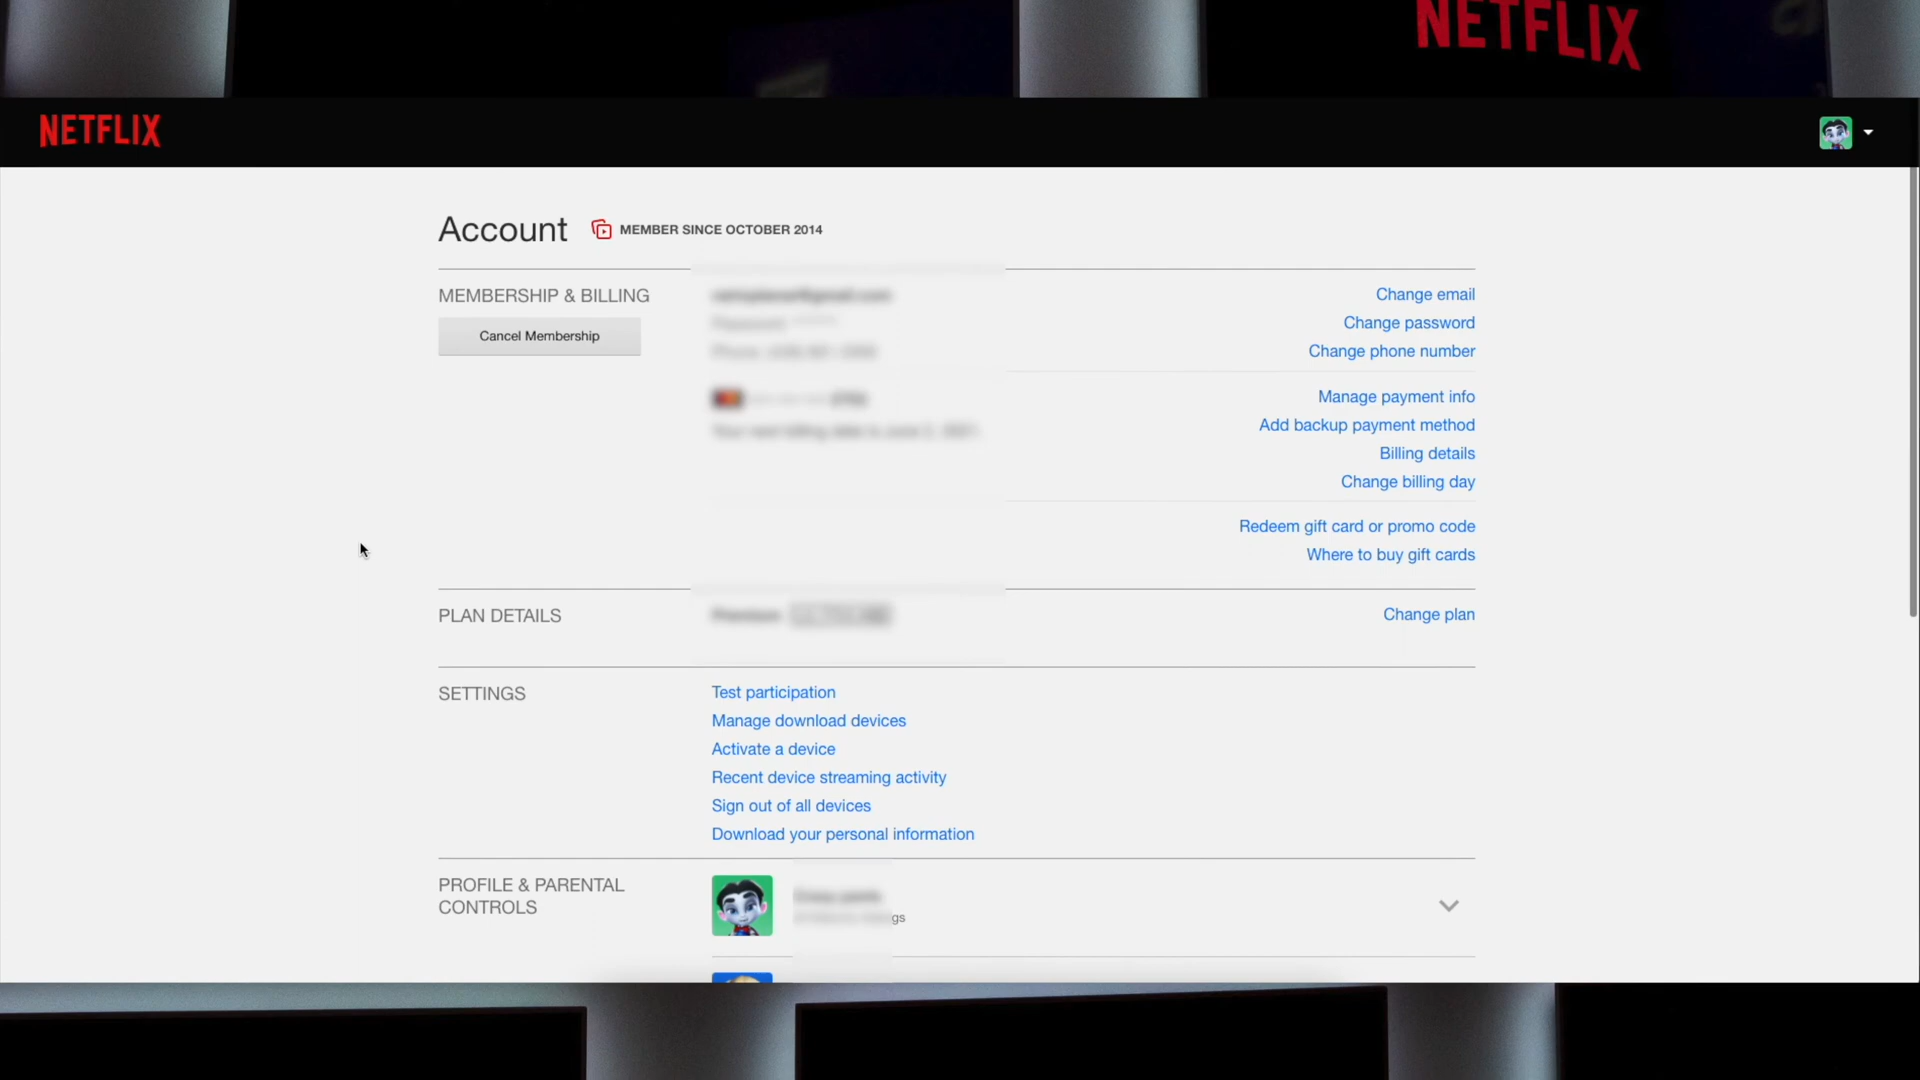 NETFLIX
NETFLIX
Account
MEMBER SINCE OCTOBER 2014
MEMBERSHIP & BILLING
Cancel Membership
Change email
Change password
Change phone number
Manage payment info
Add backup payment method
Billing details
Change billing day
Redeem gift card or promo code
Where to buy gift cards
PLAN DETAILS
Change plan
SETTINGS
Test participation
Manage download devices
Activate a device
Recent device streaming activity
Sign out of all devices
Download your personal information
PROFILE & PARENTAL
CONTROLS